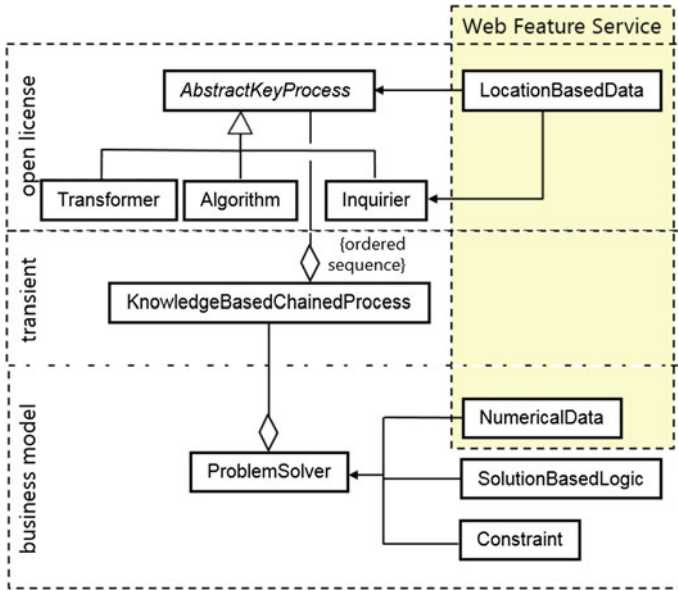 Web Feature Service
open license
AbstractKeyProcess
LocationBasedData
Transformer
Algorithm
Inquirier
transient
{ordered
sequence}
KnowledgeBasedChainedProcess
business model
NumericalData
ProblemSolver
SolutionBasedLogic
Constraint